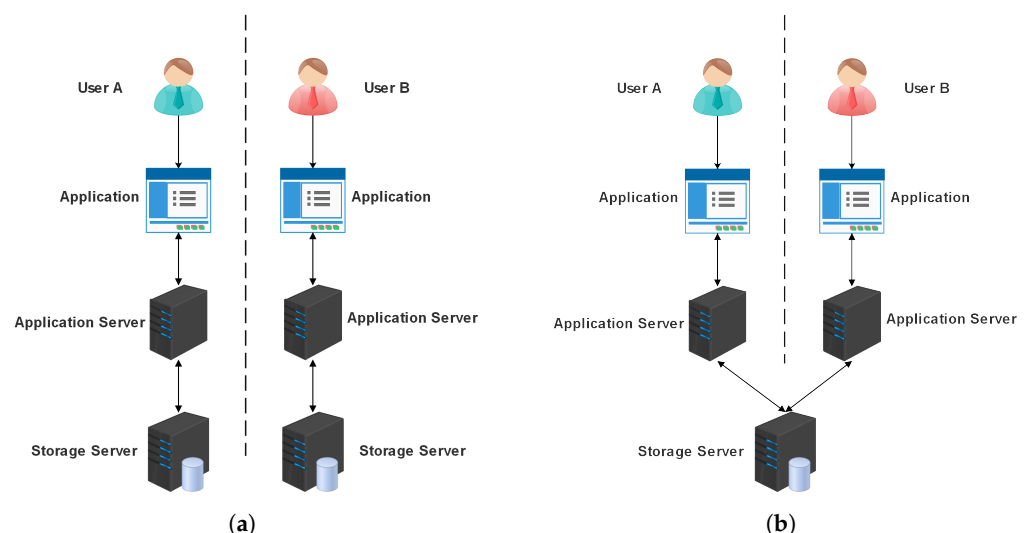 User A
User B
Application
Application
Application Server
Application Server
Storage Server
Storage Server
(a)
User A
User B
Application
Application
Application Server
Application Server
Storage Server
(b)